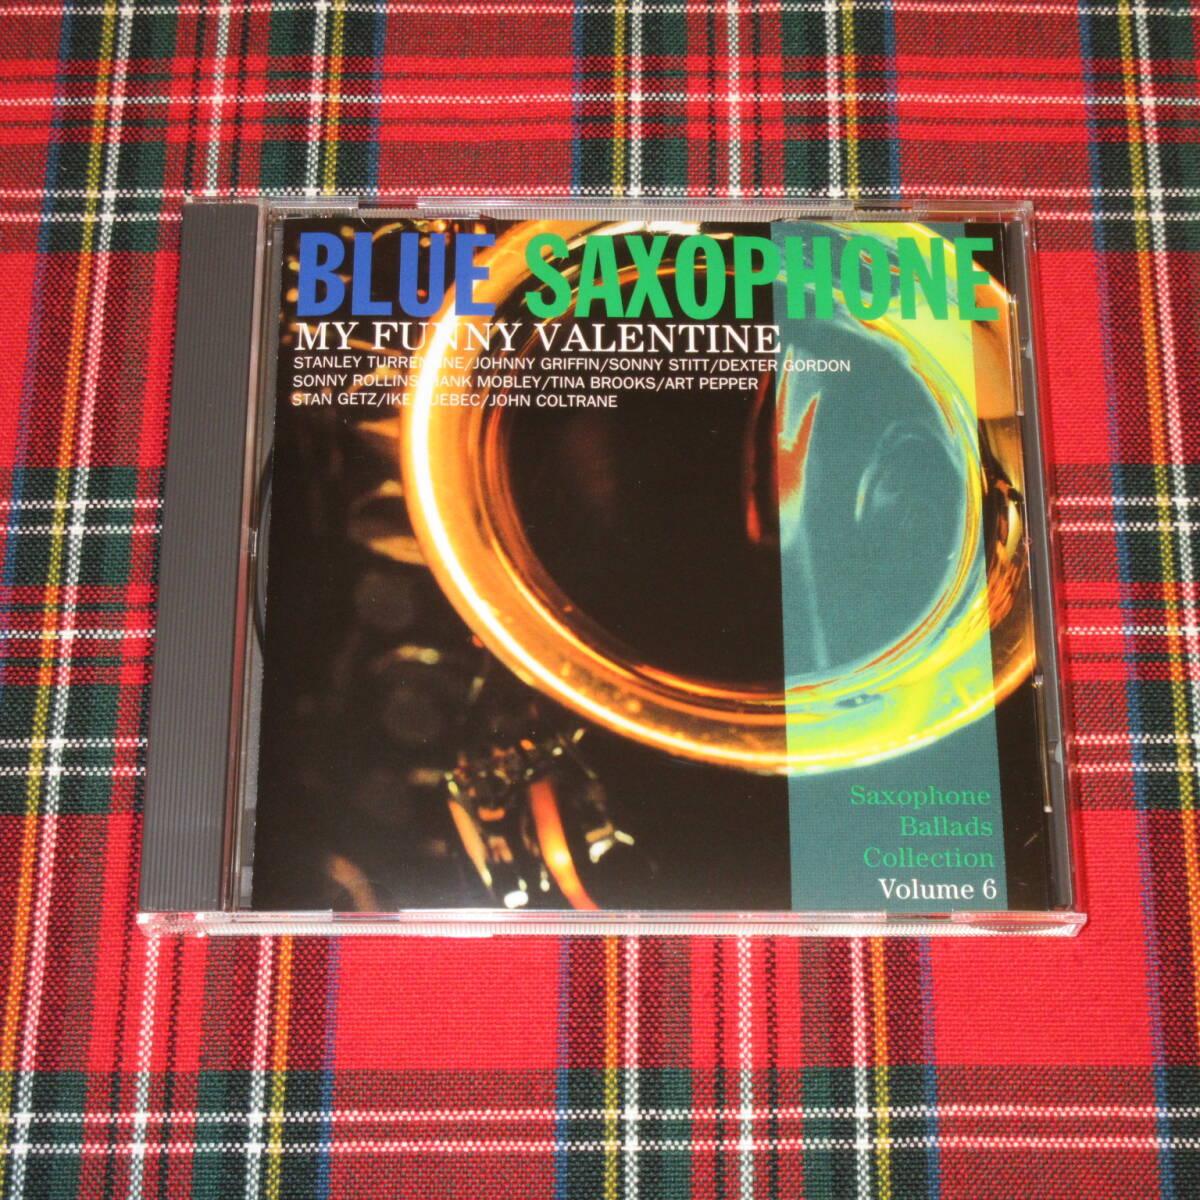 BLUE SAXOPHONE
MY FUNNY VALENTINE
STANLEY TURRENTINE/JOHNNY GRIFFIN/SONNY STITT/DEXTER GORDON
SONNY ROLLINS/HANK MOBLEY/TINA BROOKS/ART PEPPER
STAN GETZ/IKE QUEBEC/JOHN COLTRANE
Saxophone
Ballads
Collection
Volume 6